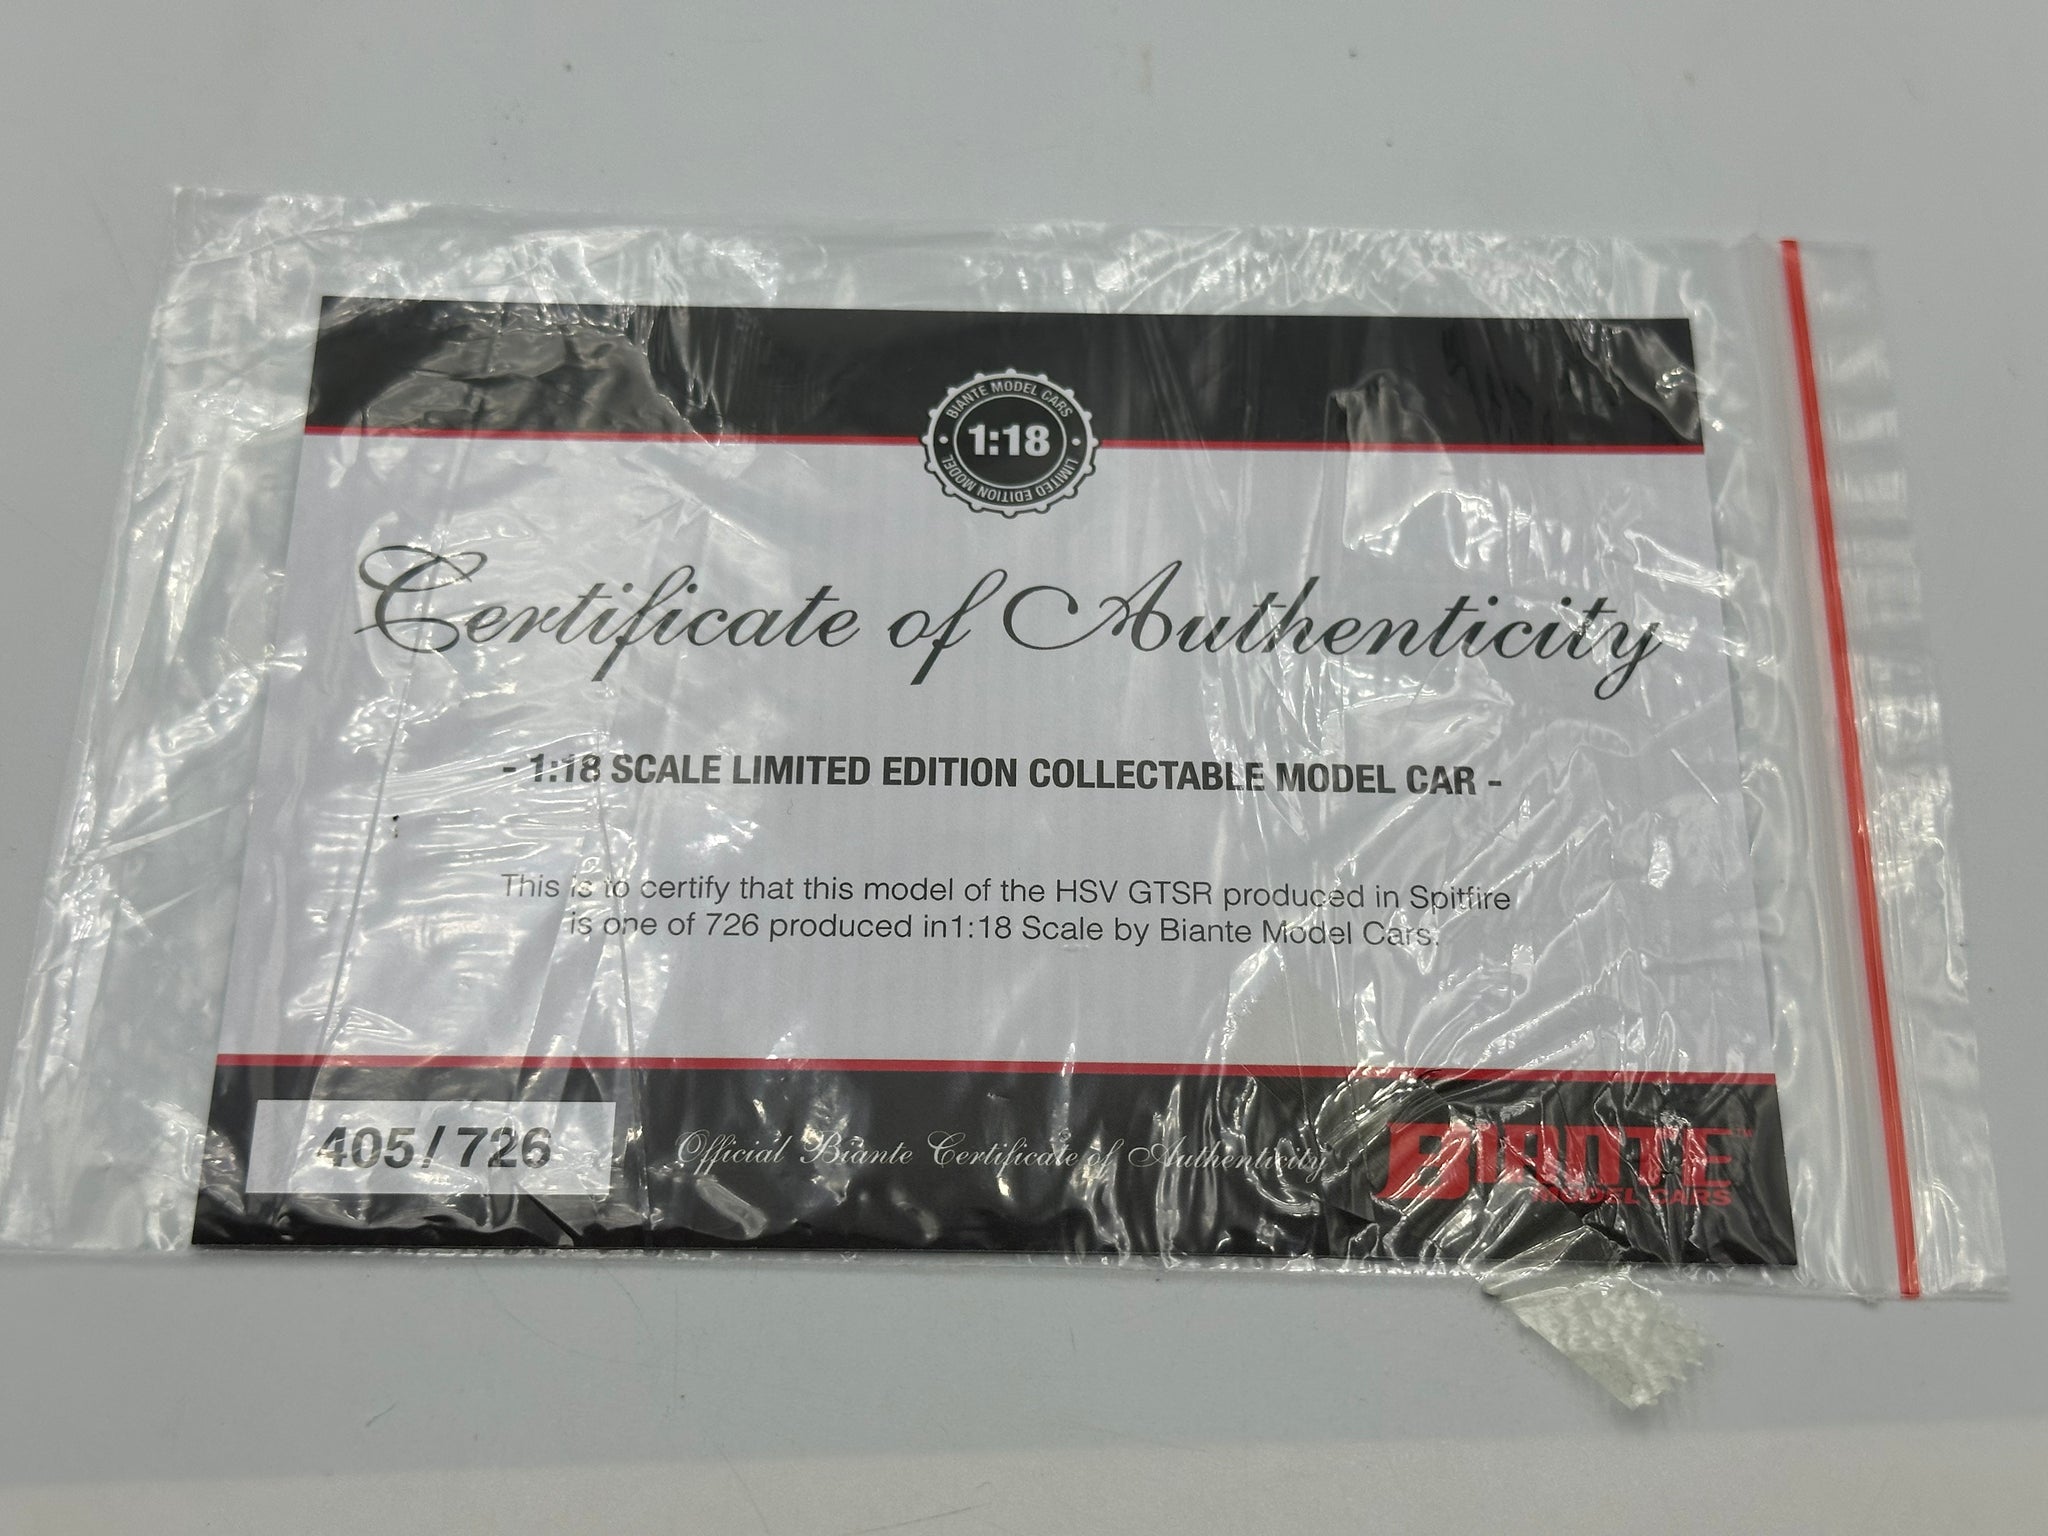 BIANTE MODEL CARS
1:18
LIMITED EDITION MODEL
Certificate of Authenticity
- 1:18 SCALE LIMITED EDITION COLLECTABLE MODEL CAR -
This is to certify that this model of the HSV GTSR produced in Spitfire
is one of 726 produced in1:18 Scale by Biante Model Cars.
405/726
Official Biante Certificate of Authenticity
BIANTE™
MODEL CARS